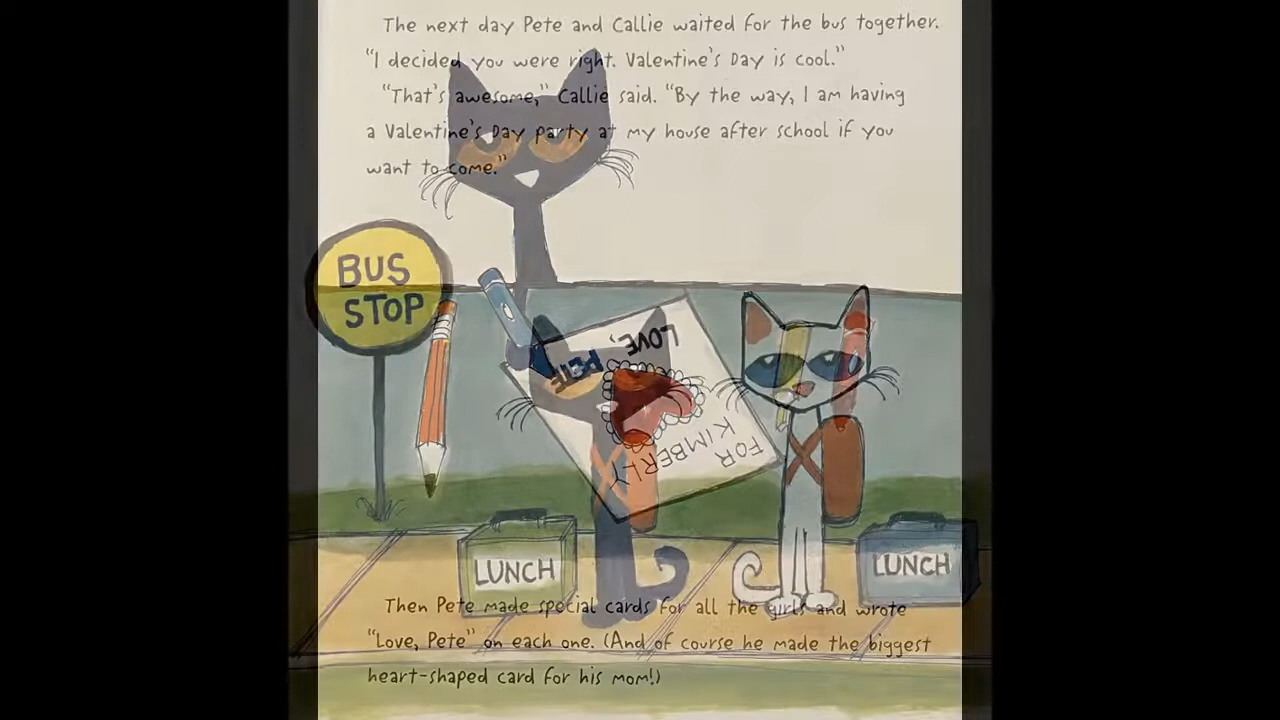 The next day Pete and Callie waited for the bus together.
"I decided you were right. Valentine's Day is cool."
"That's awesome," Callie said. "By the way, I am having
a Valentine's Day party at my house after school if you
want to come."
BUS
STOP
LOVE,
PETE
FOR
KIMBERLY
LUNCH
LUNCH
Then Pete made special cards for all the girls and wrote
"Love, Pete" on each one. (And of course he made the biggest
heart-shaped card for his mom!)